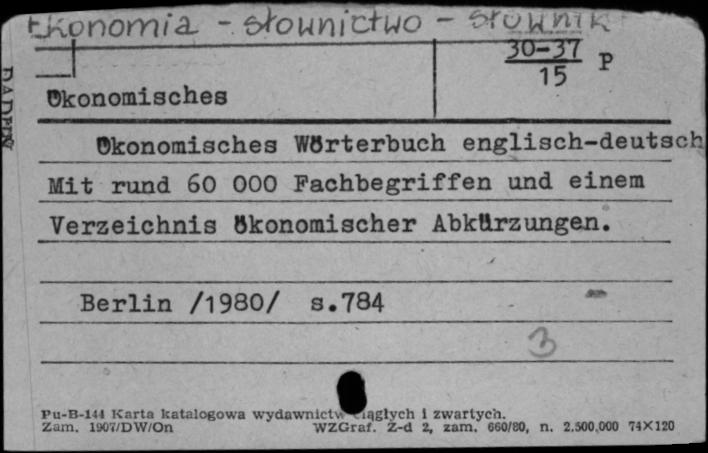 Ekonomia - słownictwo - słownik
30-37 P
15
Ökonomisches
Ökonomisches Wörterbuch englisch-deutsch
Mit rund 60 000 Fachbegriffen und einem
Verzeichnis ökonomischer Abkürzungen.
Berlin /1980/ s.784
3
Pu-B-144 Karta katalogowa wydawnictw ciągłych i zwartych.
Zam. 1907/DW/On WZGraf. Z-d 2, zam. 660/80, n. 2.500.000 74X120